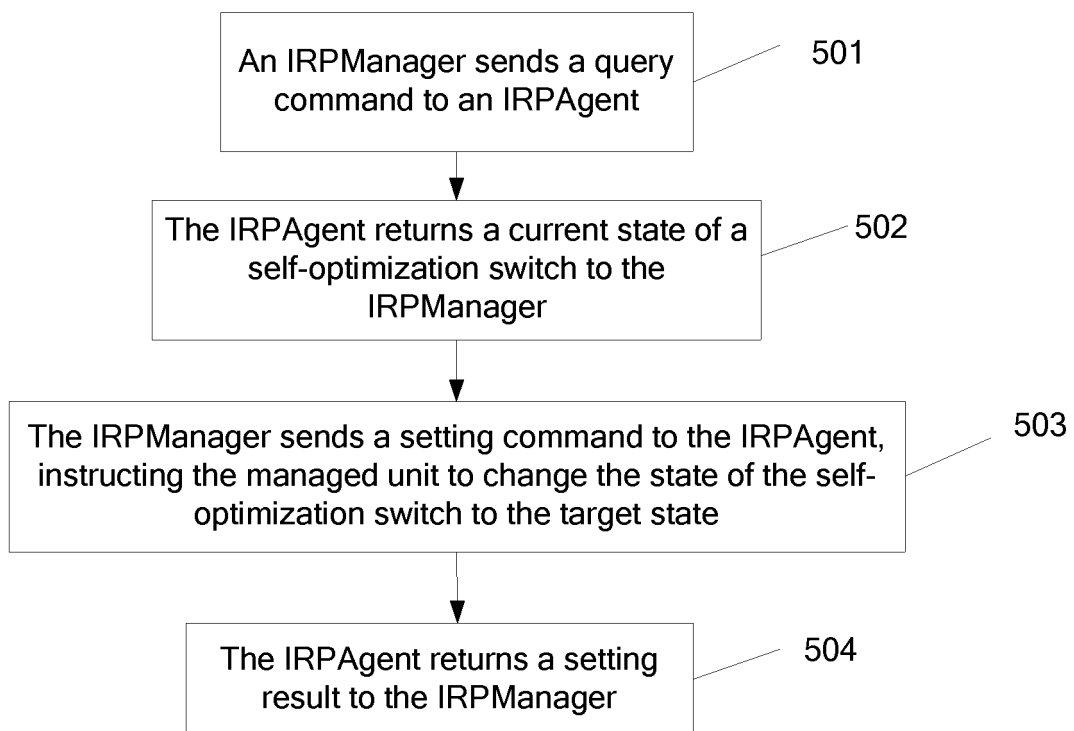 An IRPManager sends a query
command to an IRPAgent
501
The IRPAgent returns a current state of a
self-optimization switch to the
IRPManager
502
The IRPManager sends a setting command to the IRPAgent,
instructing the managed unit to change the state of the self-
optimization switch to the target state
503
The IRPAgent returns a setting
result to the IRPManager
504